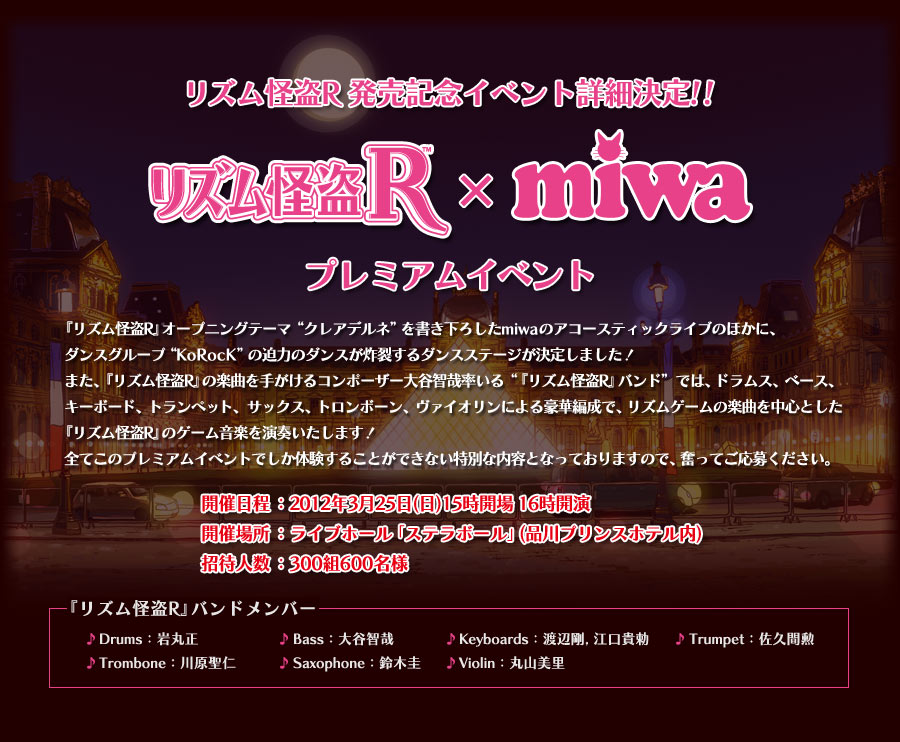 リズム怪盗R 発売記念イベント詳細決定!!
リズム怪盗R™ × miwa
プレミアムイベント
『リズム怪盗R』オープニングテーマ“クレアデルネ”を書き下ろしたmiwaのアコースティックライブのほかに、
ダンスグループ“KoRocK”の迫力のダンスが炸裂するダンスステージが決定しました！
また、『リズム怪盗R』の楽曲を手がけるコンポーザー大谷智哉率いる“『リズム怪盗R』バンド”では、ドラムス、ベース、
キーボード、トランペット、サックス、トロンボーン、ヴァイオリンによる豪華編成で、リズムゲームの楽曲を中心とした
『リズム怪盗R』のゲーム音楽を演奏いたします！
全てこのプレミアムイベントでしか体験することができない特別な内容となっておりますので、奮ってご応募ください。
開催日程：2012年3月25日(日)15時開場 16時開演
開催場所：ライブホール「ステラボール」(品川プリンスホテル内)
招待人数：300組600名様
『リズム怪盗R』バンドメンバー
♪Drums：岩丸正 ♪Bass：大谷智哉 ♪Keyboards：渡辺剛, 江口貴勅 ♪Trumpet：佐久間勲
♪Trombone：川原聖仁 ♪Saxophone：鈴木圭 ♪Violin：丸山美里